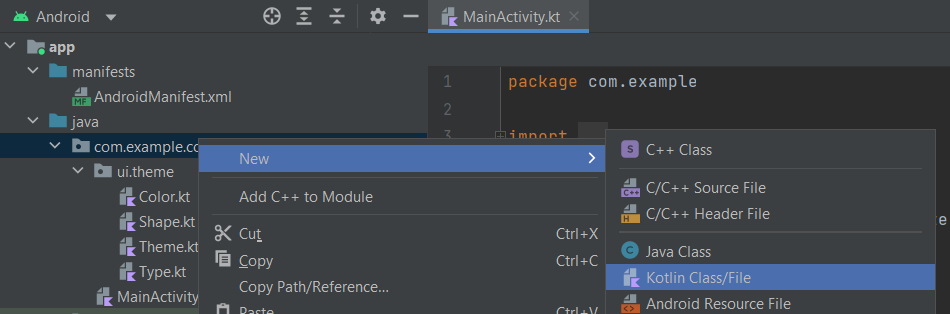 Android
MainActivity.kt
app
manifests
MF
AndroidManifest.xml
java
com.example.co
ui.theme
Color.kt
Shape.kt
Theme.kt
Type.kt
MainActivity
1
package com.example
2
3
import
New
Add C++ to Module
Cut
Ctrl+X
Copy
Ctrl+C
Copy Path/Reference...
Paste
Ctrl+V
S
C++ Class
C++
C/C++ Source File
H
C/C++ Header File
C
Java Class
Kotlin Class/File
Android Resource File